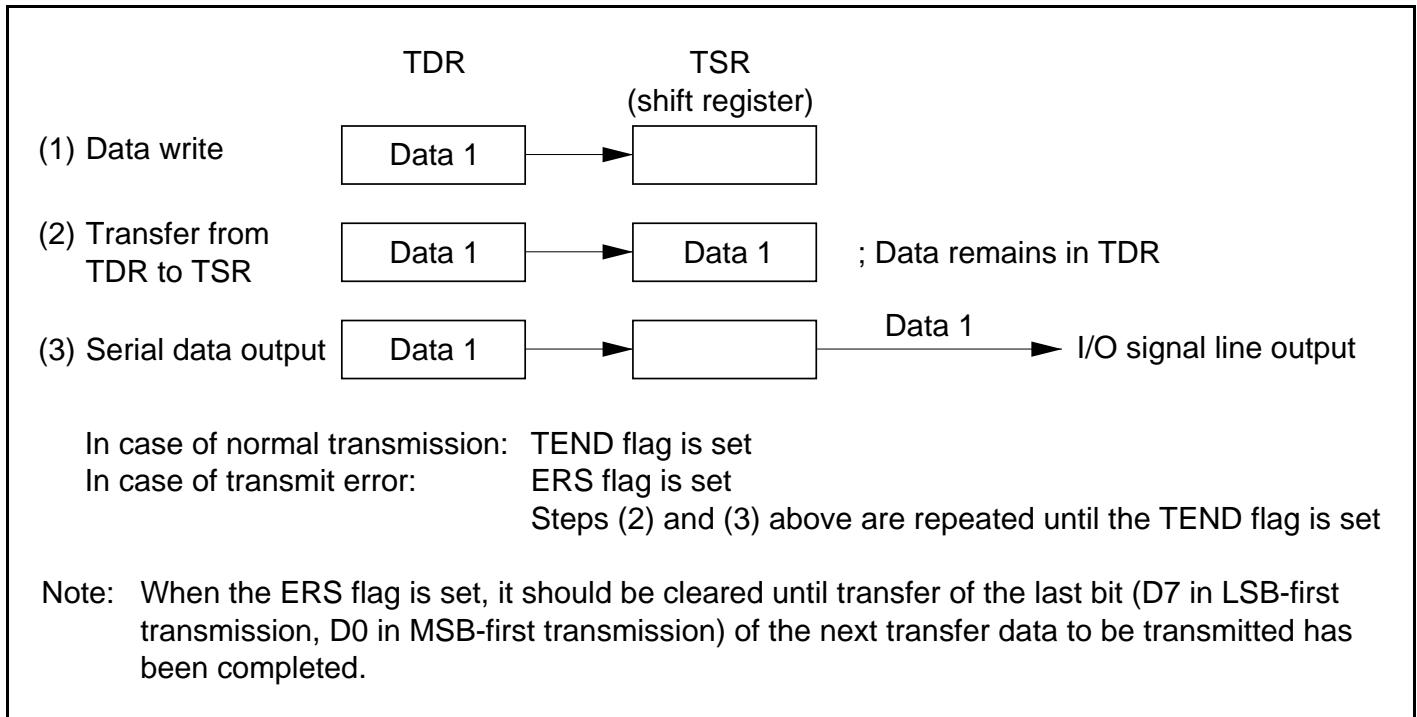 TDR TSR
(shift register)
(1) Data write Data 1
(2) Transfer from
TDR to TSR Data 1 Data 1 ; Data remains in TDR
(3) Serial data output Data 1 Data 1 I/O signal line output
In case of normal transmission: TEND flag is set
In case of transmit error: ERS flag is set
Steps (2) and (3) above are repeated until the TEND flag is set
Note: When the ERS flag is set, it should be cleared until transfer of the last bit (D7 in LSB-first
transmission, D0 in MSB-first transmission) of the next transfer data to be transmitted has
been completed.